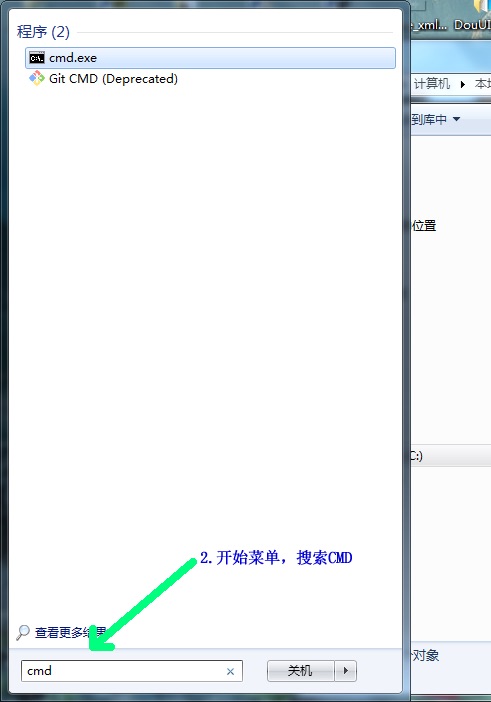 程序 (2)
cmd.exe
Git CMD (Deprecated)
_xml...
DouUI
计算机
本地
到库中
位置
C:)
2.开始菜单，搜索CMD
查看更多结果
cmd
关机
对象